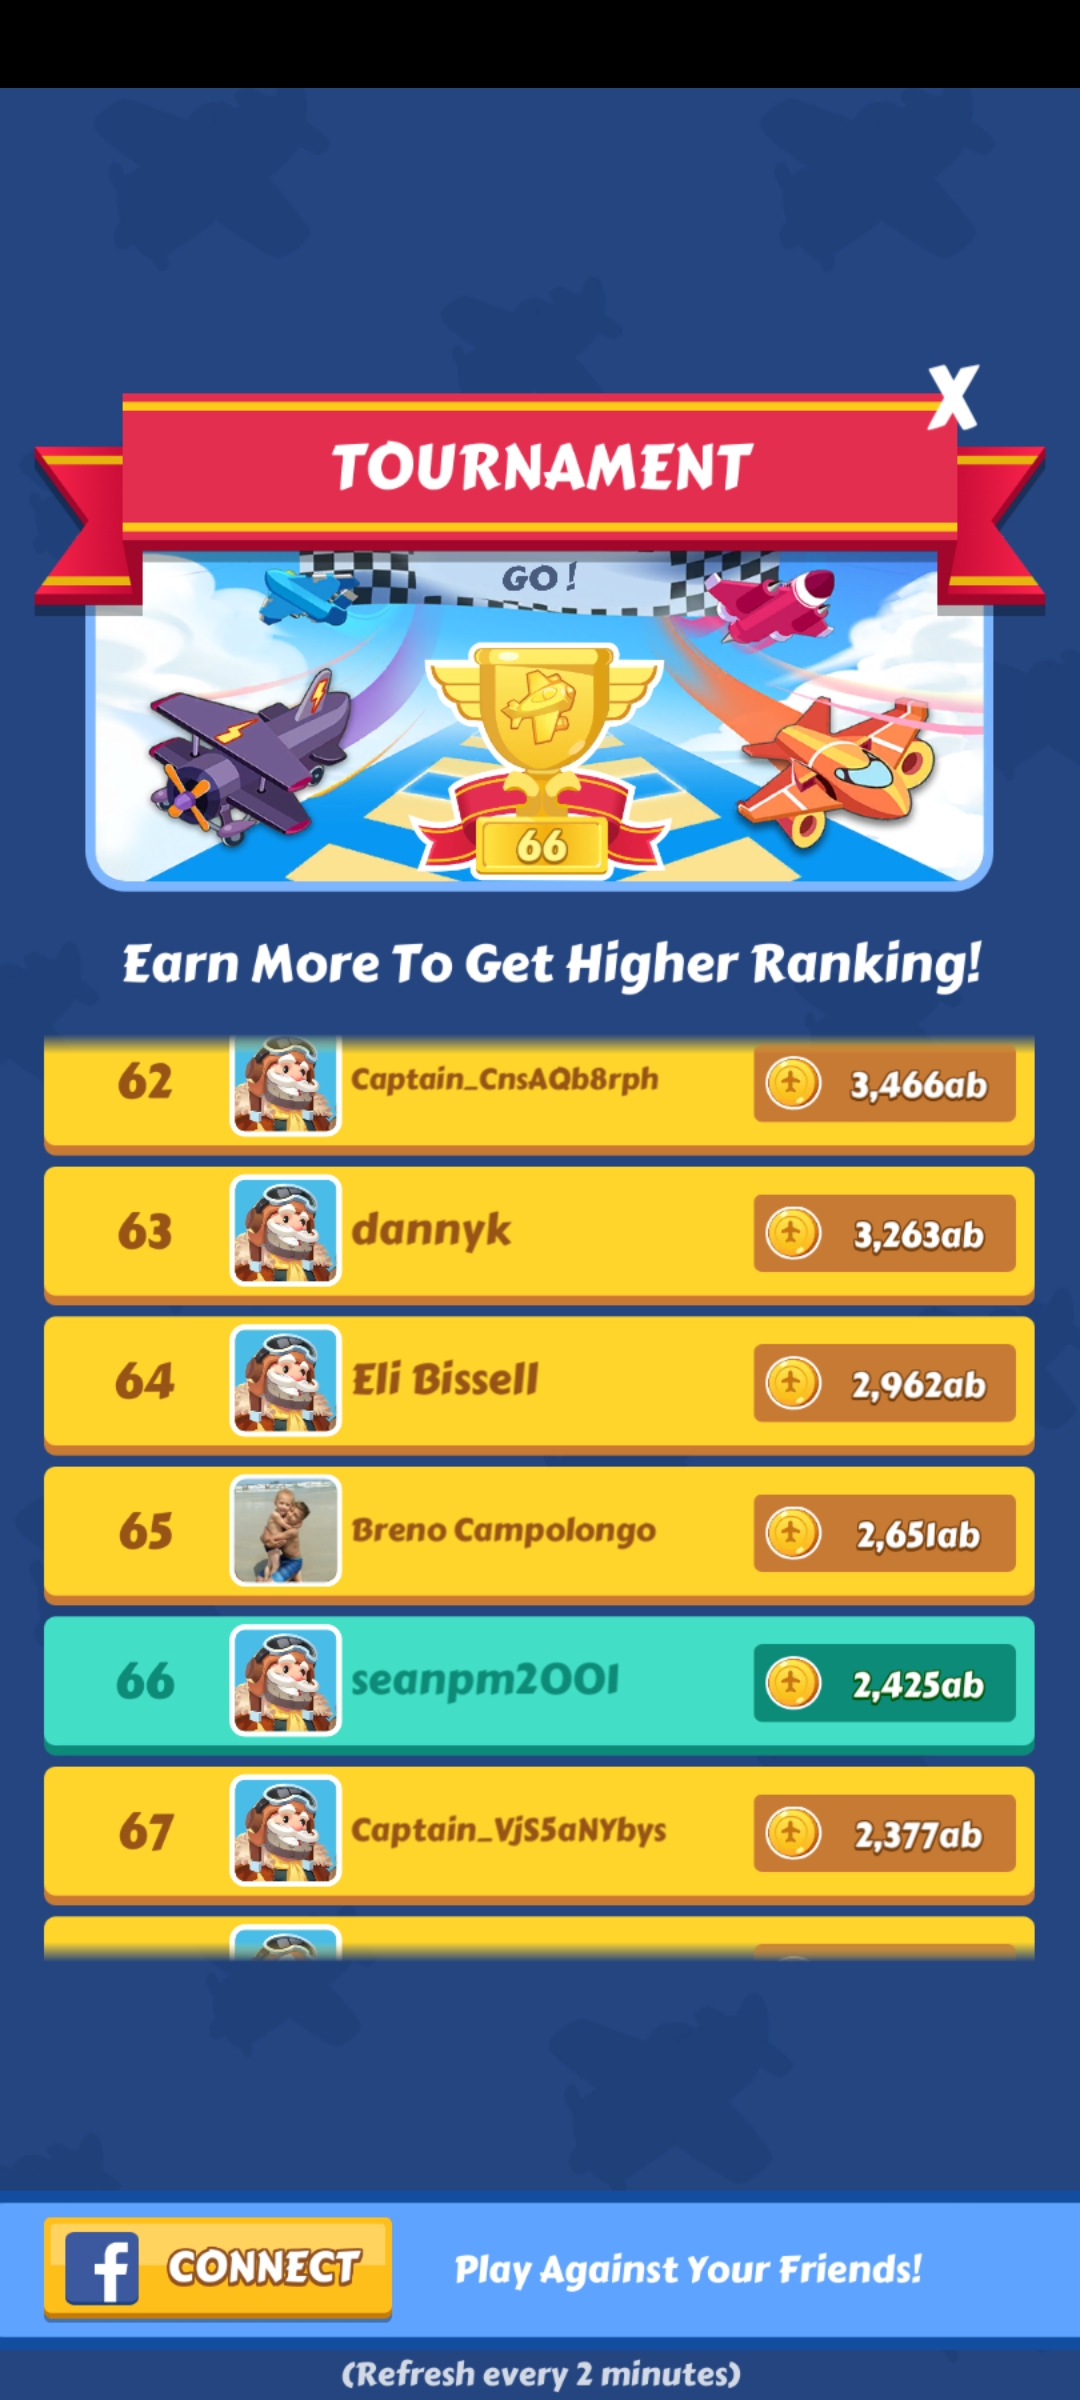 X
TOURNAMENT
GO!
66
Earn More To Get Higher Ranking!
62 Captain_CnsAQb8rph 3,466ab
63 dannyk 3,263ab
64 Eli Bissell 2,962ab
65 Breno Campolongo 2,651ab
66 seanpm2001 2,425ab
67 Captain_VjS5aNYbys 2,377ab
f CONNECT Play Against Your Friends!
(Refresh every 2 minutes)